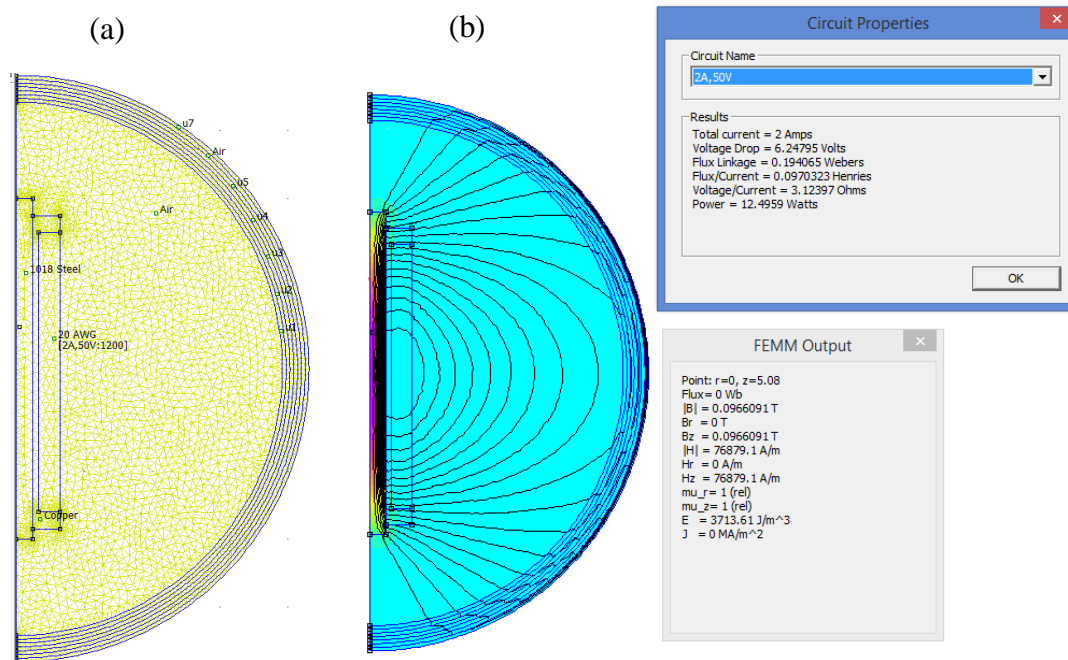 (a)
(b)
u7
Air
u5
Air
u4
u3
1018 Steel
u2
u1
20 AWG
[2A,50V:1200]
Copper
Circuit Properties
Circuit Name
2A,50V
Results
Total current = 2 Amps
Voltage Drop = 6.24795 Volts
Flux Linkage = 0.194065 Webers
Flux/Current = 0.0970323 Henries
Voltage/Current = 3.12397 Ohms
Power = 12.4959 Watts
OK
FEMM Output
Point: r=0, z=5.08
Flux= 0 Wb
|B| = 0.0966091 T
Br = 0 T
Bz = 0.0966091 T
|H| = 76879.1 A/m
Hr = 0 A/m
Hz = 76879.1 A/m
mu_r= 1 (rel)
mu_z= 1 (rel)
E = 3713.61 J/m^3
J = 0 MA/m^2